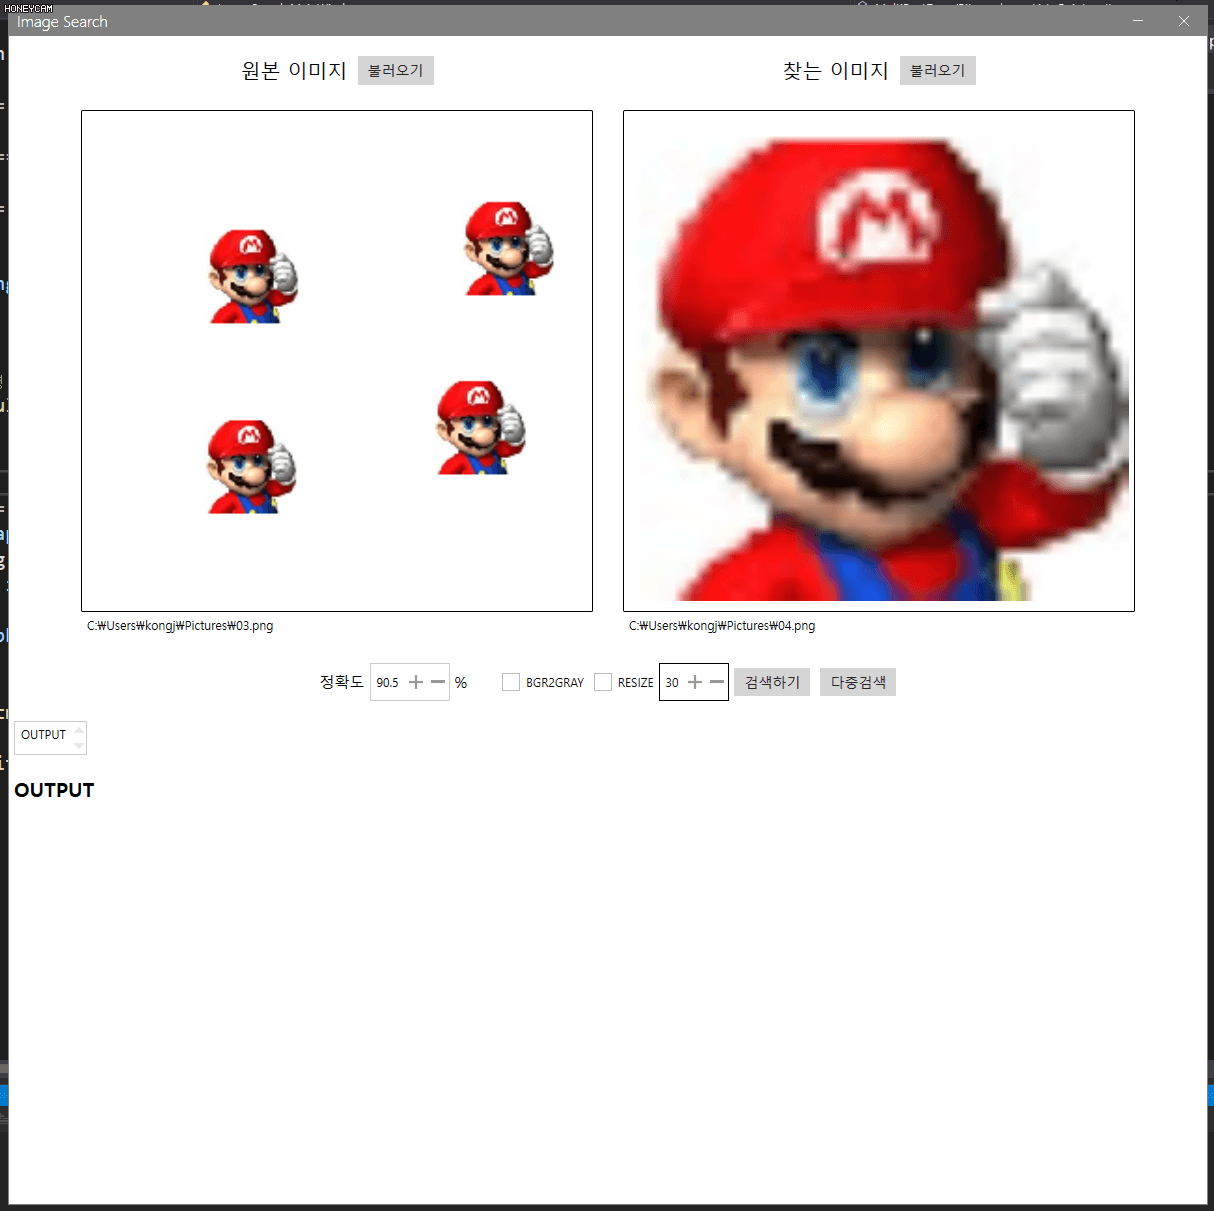 HONEYCAM
Image Search
원본 이미지 불러오기
찾는 이미지 불러오기
M
M
M
M
M
C:₩Users₩kongj₩Pictures₩03.png
C:₩Users₩kongj₩Pictures₩04.png
정확도 90.5 % BGR2GRAY RESIZE 30 검색하기 다중검색
OUTPUT
OUTPUT